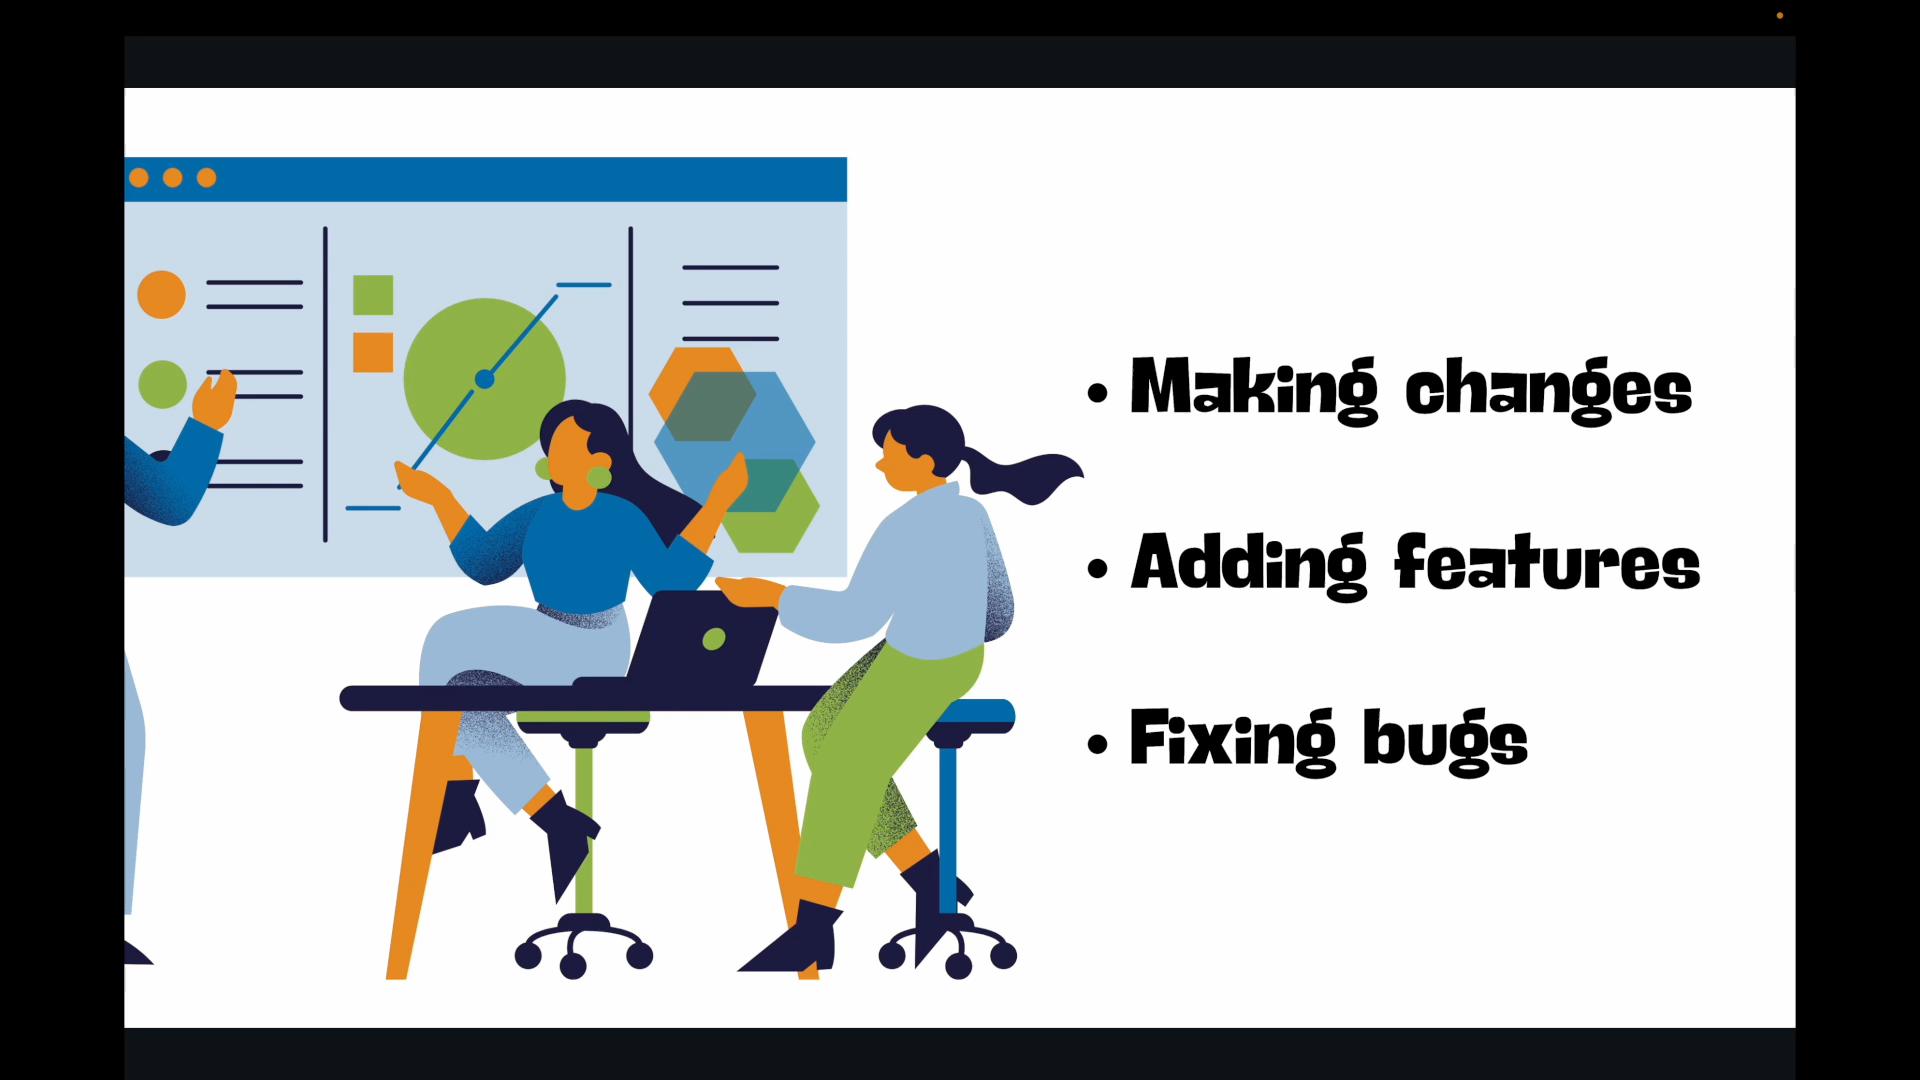 • Making changes
• Adding features
• Fixing bugs